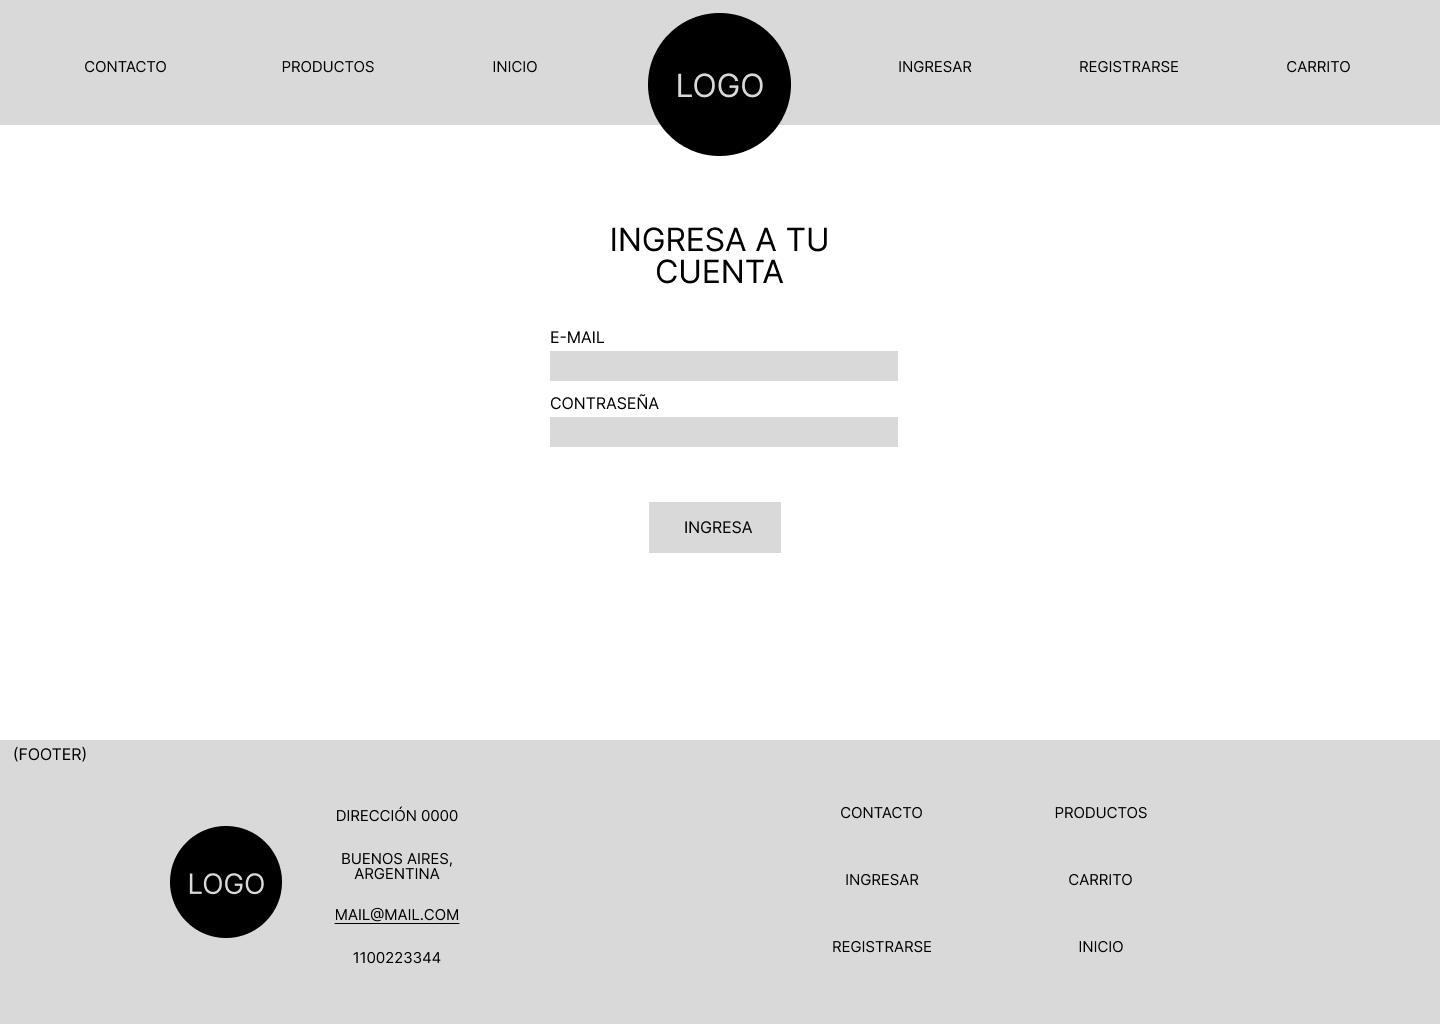 CONTACTO
PRODUCTOS
INICIO
LOGO
INGRESAR
REGISTRARSE
CARRITO
INGRESA A TU
CUENTA
E-MAIL
CONTRASEÑA
INGRESA
(FOOTER)
LOGO
DIRECCIÓN 0000
BUENOS AIRES,
ARGENTINA
MAIL@MAIL.COM
1100223344
CONTACTO
PRODUCTOS
INGRESAR
CARRITO
REGISTRARSE
INICIO